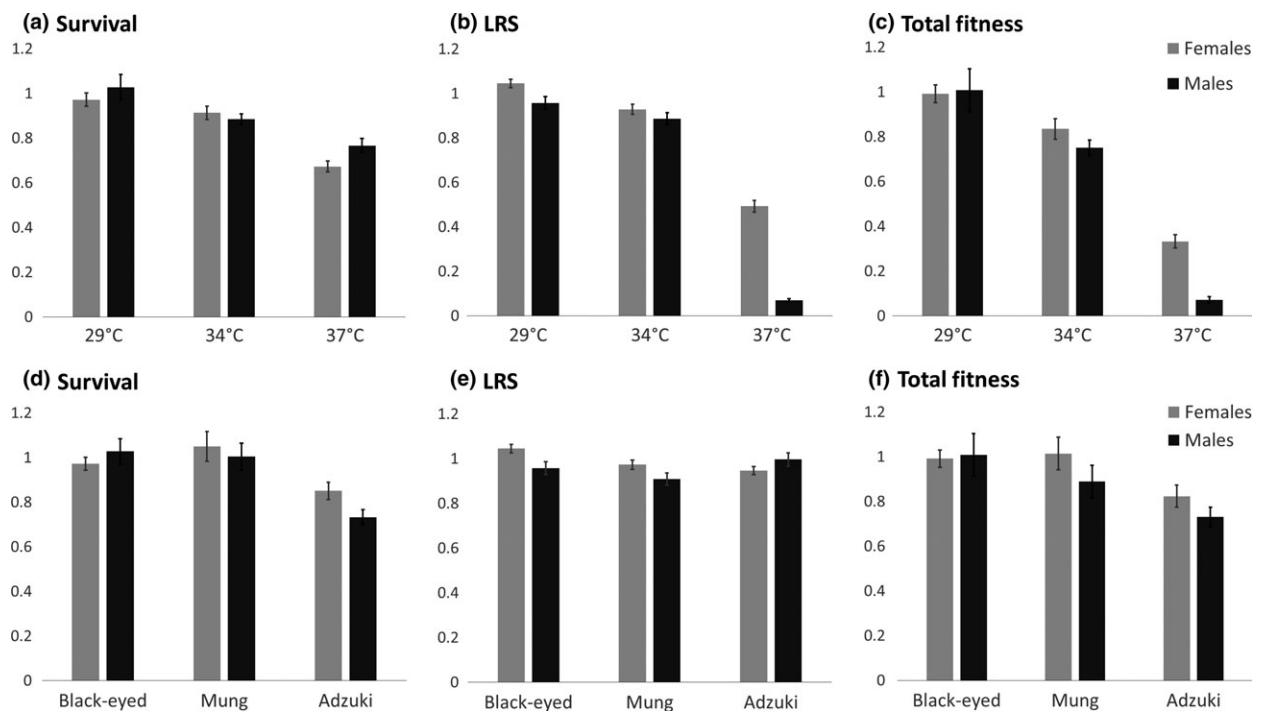 (a) Survival
1.2
1
0.8
0.6
0.4
0.2
0
29°C 34°C 37°C
(b) LRS
1.2
1
0.8
0.6
0.4
0.2
0
29°C 34°C 37°C
(c) Total fitness
1.2
1
0.8
0.6
0.4
0.2
0
29°C 34°C 37°C
Females
Males
(d) Survival
1.2
1
0.8
0.6
0.4
0.2
0
Black-eyed Mung Adzuki
(e) LRS
1.2
1
0.8
0.6
0.4
0.2
0
Black-eyed Mung Adzuki
(f) Total fitness
1.2
1
0.8
0.6
0.4
0.2
0
Black-eyed Mung Adzuki
Females
Males